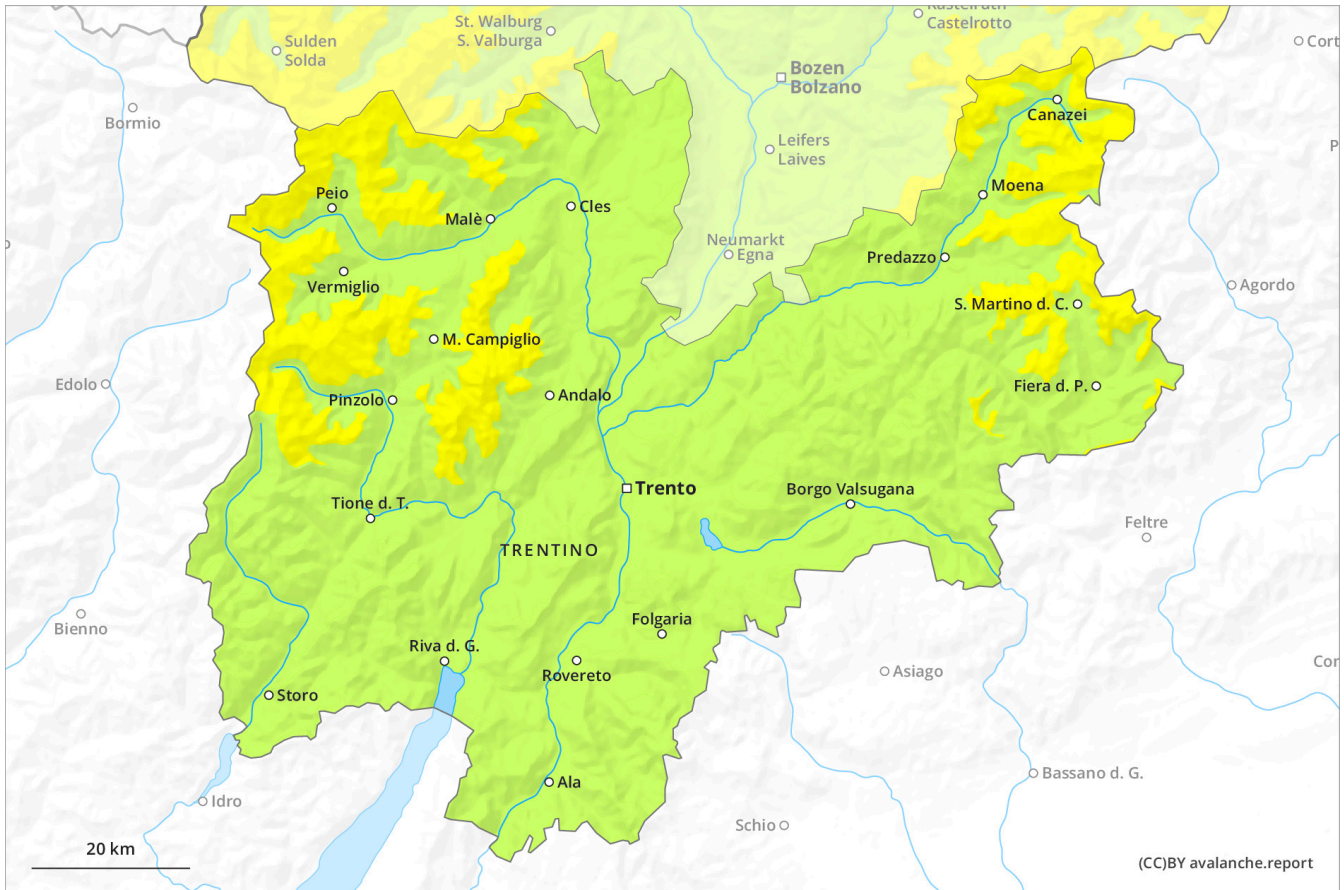 Kastelruth
Castelrotto
St. Walburg
S. Valburga
Sulden
Solda
Cort
Bozen
Bolzano
Bormio
Canazei
Leifers
Laives
Moena
Peio
Malè
Cles
Neumarkt
Egna
Predazzo
Vermiglio
Agordo
S. Martino d. C.
M. Campiglio
Edolo
Pinzolo
Andalo
Fiera d. P.
Trento
Borgo Valsugana
Tione d. T.
Feltre
TRENTINO
Bienno
Folgaria
Riva d. G.
Rovereto
Asiago
Cor
Storo
Ala
Bassano d. G.
Idro
Schio
20 km
(CC)BY avalanche.report